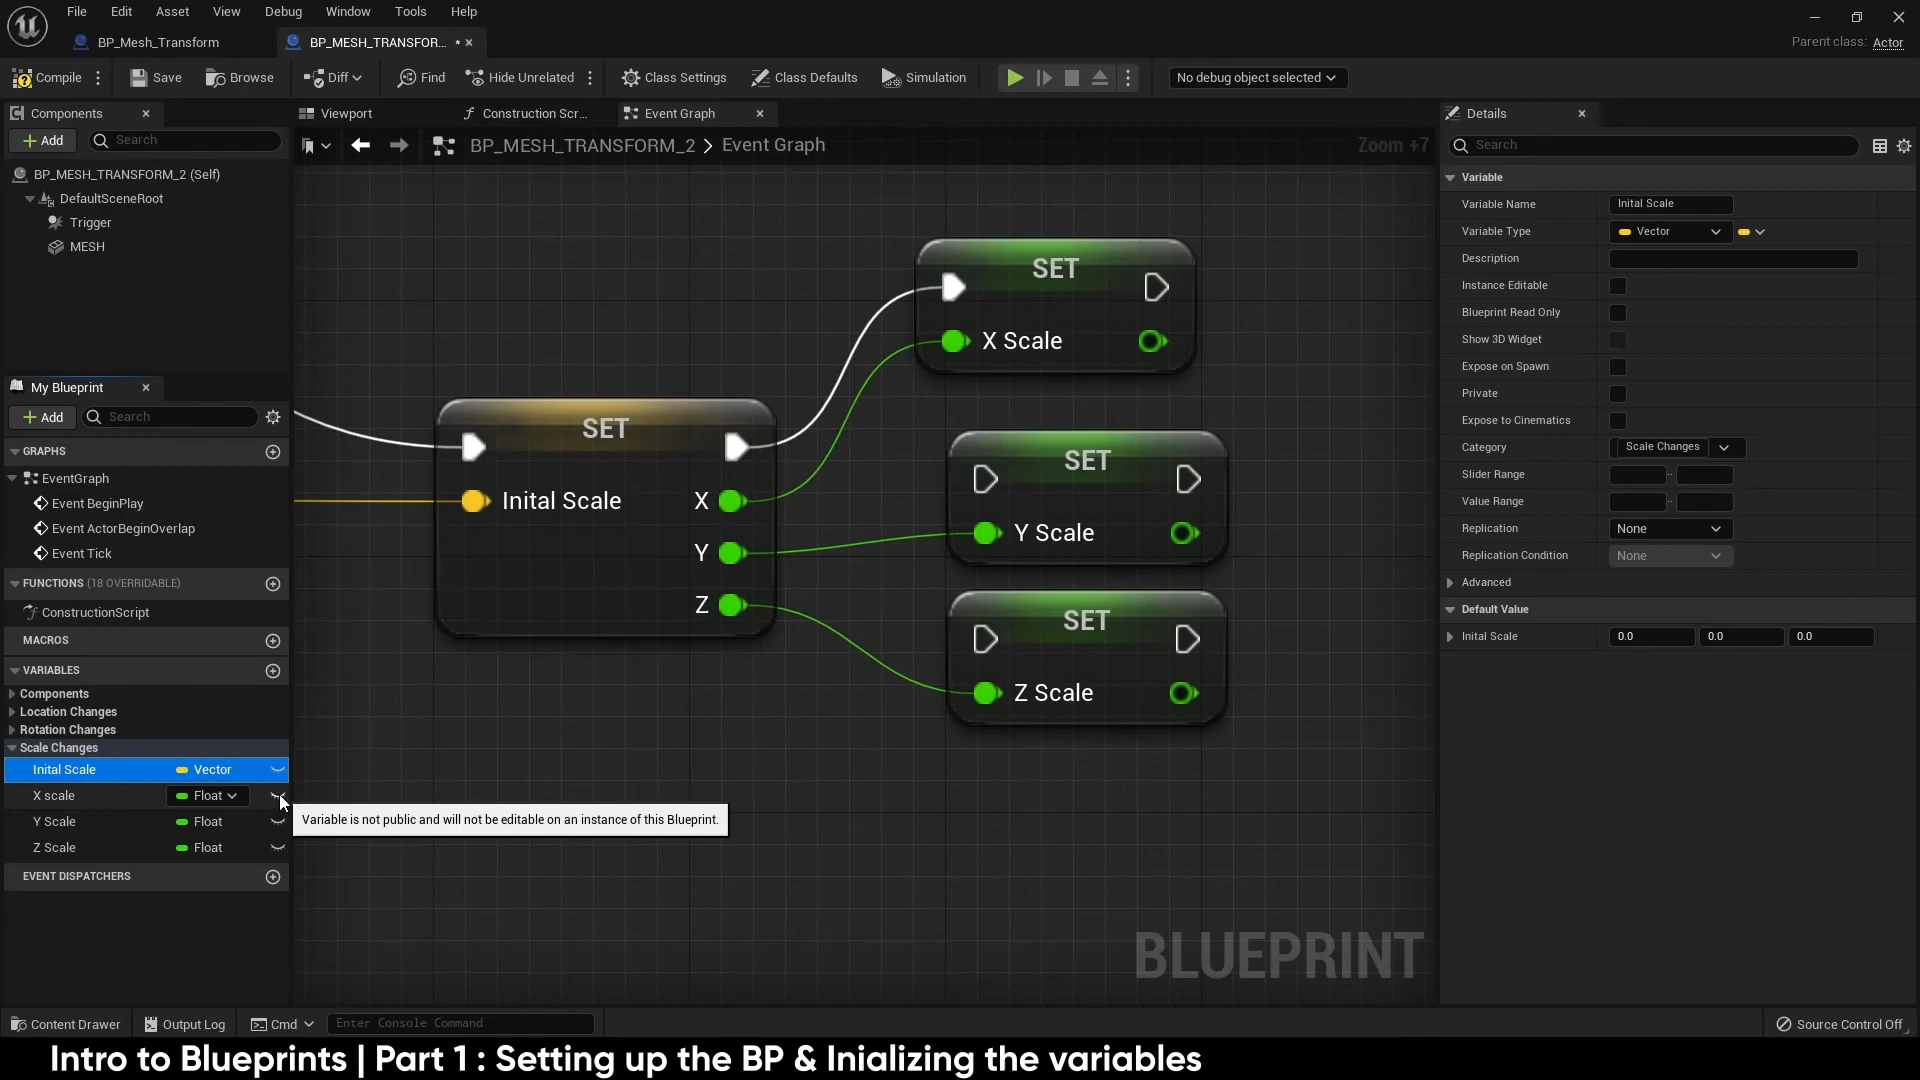 File Edit Asset View Debug Window Tools Help
BP_Mesh_Transform
BP_MESH_TRANSFOR... *
Parent class: Actor
Compile Save Browse Diff Find Hide Unrelated Class Settings Class Defaults Simulation No debug object selected
Components
Viewport Construction Scr... Event Graph
Details
Add Search
BP_MESH_TRANSFORM_2 > Event Graph
Zoom +7
Search
BP_MESH_TRANSFORM_2 (Self)
DefaultSceneRoot
Trigger
MESH
My Blueprint
Add Search
GRAPHS
EventGraph
Event BeginPlay
Event ActorBeginOverlap
Event Tick
FUNCTIONS (18 OVERRIDABLE)
ConstructionScript
MACROS
VARIABLES
Components
Location Changes
Rotation Changes
Scale Changes
Inital Scale Vector
X scale Float
Y Scale Float
Z Scale Float
EVENT DISPATCHERS
SET
Inital Scale X
Y
Z
SET
X Scale
SET
Y Scale
SET
Z Scale
Variable is not public and will not be editable on an instance of this Blueprint.
BLUEPRINT
Variable
Variable Name Inital Scale
Variable Type Vector
Description
Instance Editable
Blueprint Read Only
Show 3D Widget
Expose on Spawn
Private
Expose to Cinematics
Category Scale Changes
Slider Range ..
Value Range ..
Replication None
Replication Condition None
Advanced
Default Value
Inital Scale 0.0 0.0 0.0
Content Drawer Output Log Cmd Enter Console Command
Source Control Off
Intro to Blueprints | Part 1 : Setting up the BP & Inializing the variables